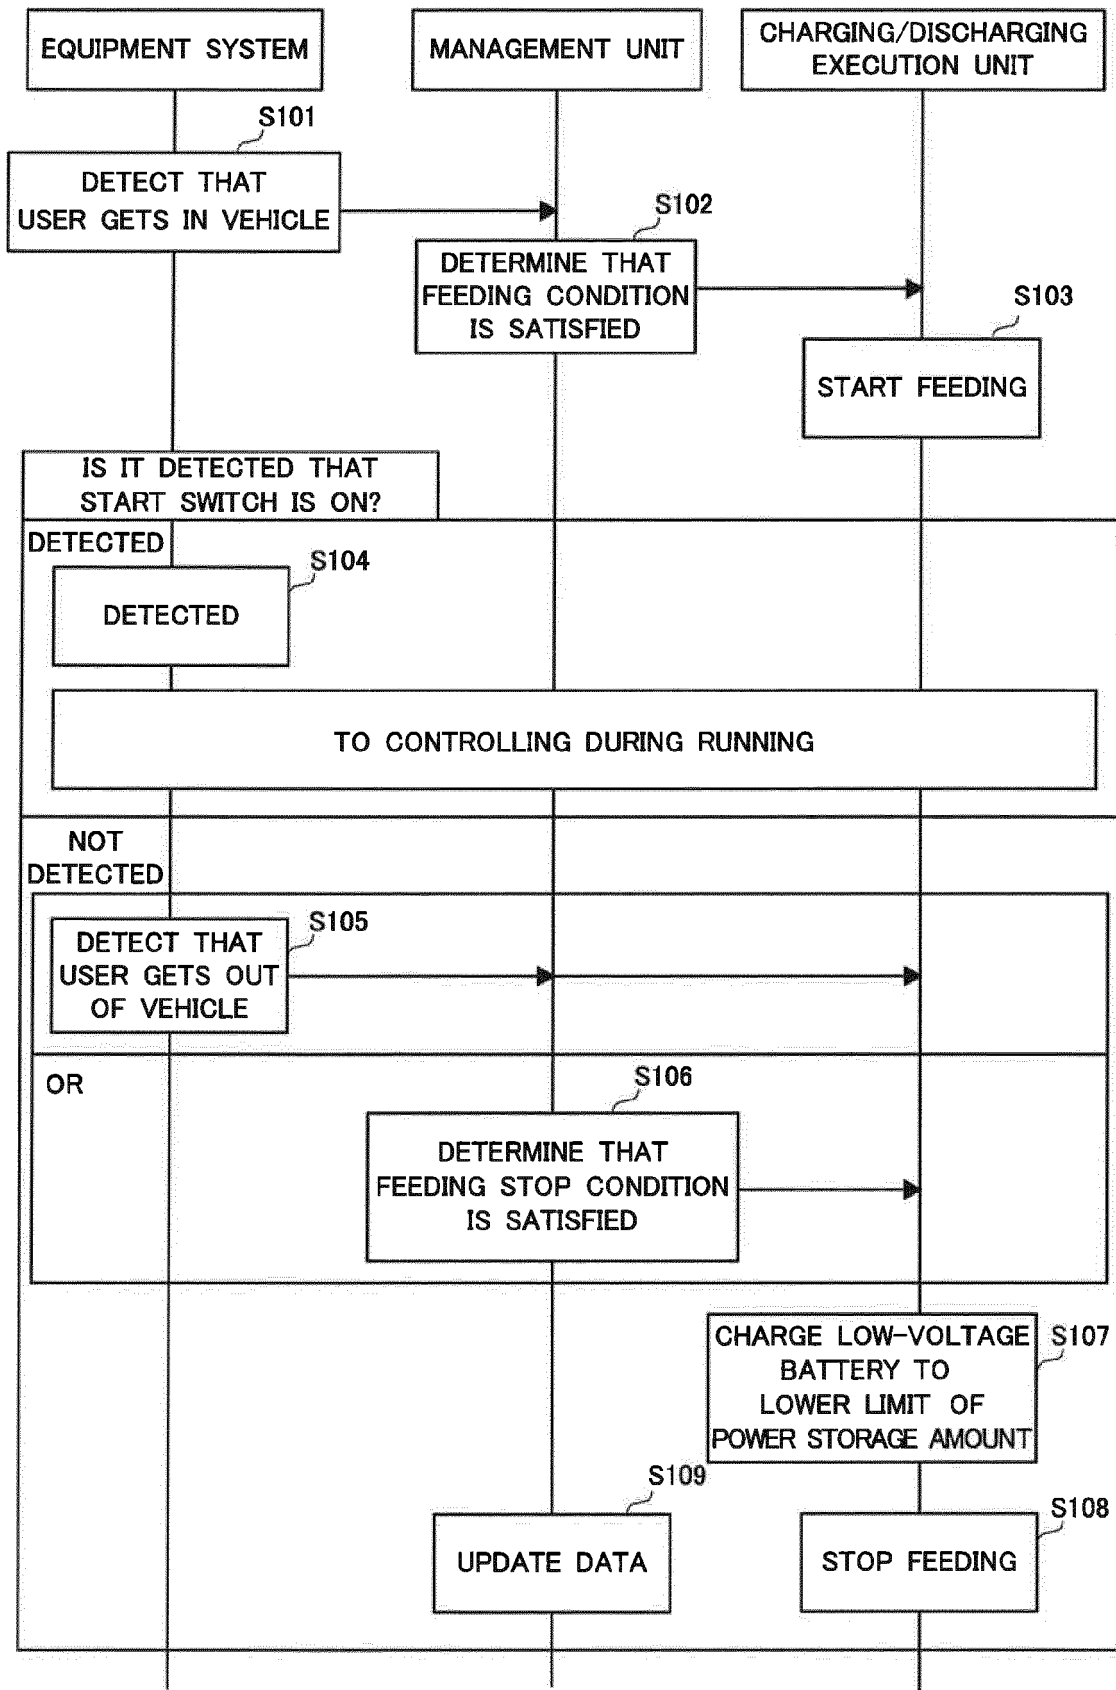 EQUIPMENT SYSTEM
MANAGEMENT UNIT
CHARGING/DISCHARGING
EXECUTION UNIT
S101
DETECT THAT
USER GETS IN VEHICLE
S102
DETERMINE THAT
FEEDING CONDITION
IS SATISFIED
S103
START FEEDING
IS IT DETECTED THAT
START SWITCH IS ON?
DETECTED
S104
DETECTED
TO CONTROLLING DURING RUNNING
NOT
DETECTED
S105
DETECT THAT
USER GETS OUT
OF VEHICLE
OR
S106
DETERMINE THAT
FEEDING STOP CONDITION
IS SATISFIED
S107
CHARGE LOW-VOLTAGE
BATTERY TO
LOWER LIMIT OF
POWER STORAGE AMOUNT
S109
UPDATE DATA
S108
STOP FEEDING